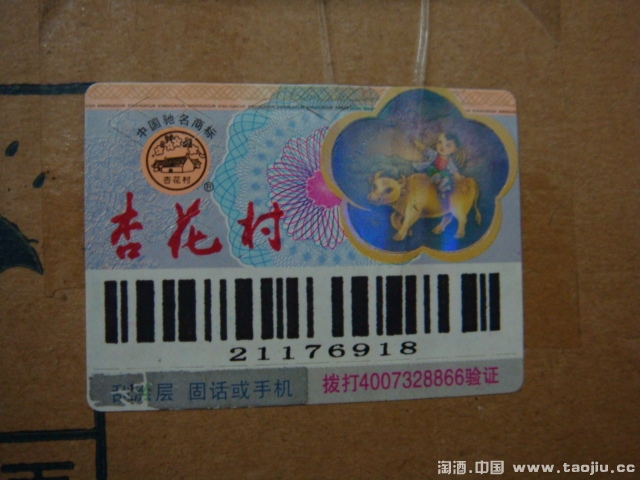 中国驰名商标
杏花村
杏花村®
21176918
刮涂层 固话或手机
拨打4007328866验证
淘酒.中国 www.taojiu.cc